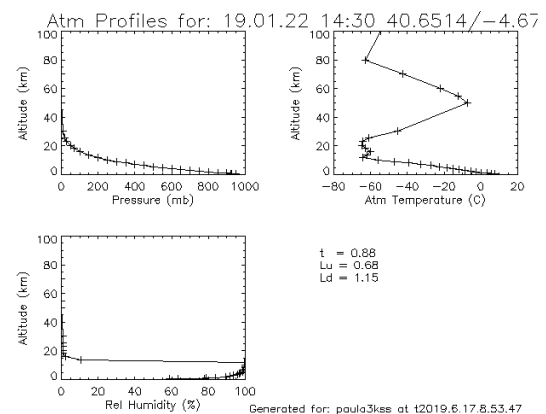 Atm Profiles for: 19.01.22 14:30 40.6514/-4.67
100
80
60
40
20
0
Altitude (km)
0 200 400 600 800 1000
Pressure (mb)
100
80
60
40
20
0
Altitude (km)
-80 -60 -40 -20 0 20
Atm Temperature (C)
100
80
60
40
20
0
Altitude (km)
0 20 40 60 80 100
Rel Humidity (%)
t = 0.88
Lu = 0.68
Ld = 1.15
Generated for: paula3kss at t2019.6.17.8.53.47